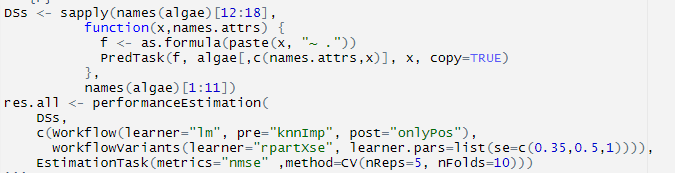 DSs <- sapply(names(algae)[12:18],
function(x,names.attrs) {
f <- as.formula(paste(x, "~ ."))
PredTask(f, algae[,c(names.attrs,x)], x, copy=TRUE)
},
names(algae)[1:11])
res.all <- performanceEstimation(
DSs,
c(Workflow(learner="lm", pre="knnImp", post="onlyPos"),
workflowVariants(learner="rpartXse", learner.pars=list(se=c(0.35,0.5,1)))),
EstimationTask(metrics="nmse" ,method=CV(nReps=5, nFolds=10)))